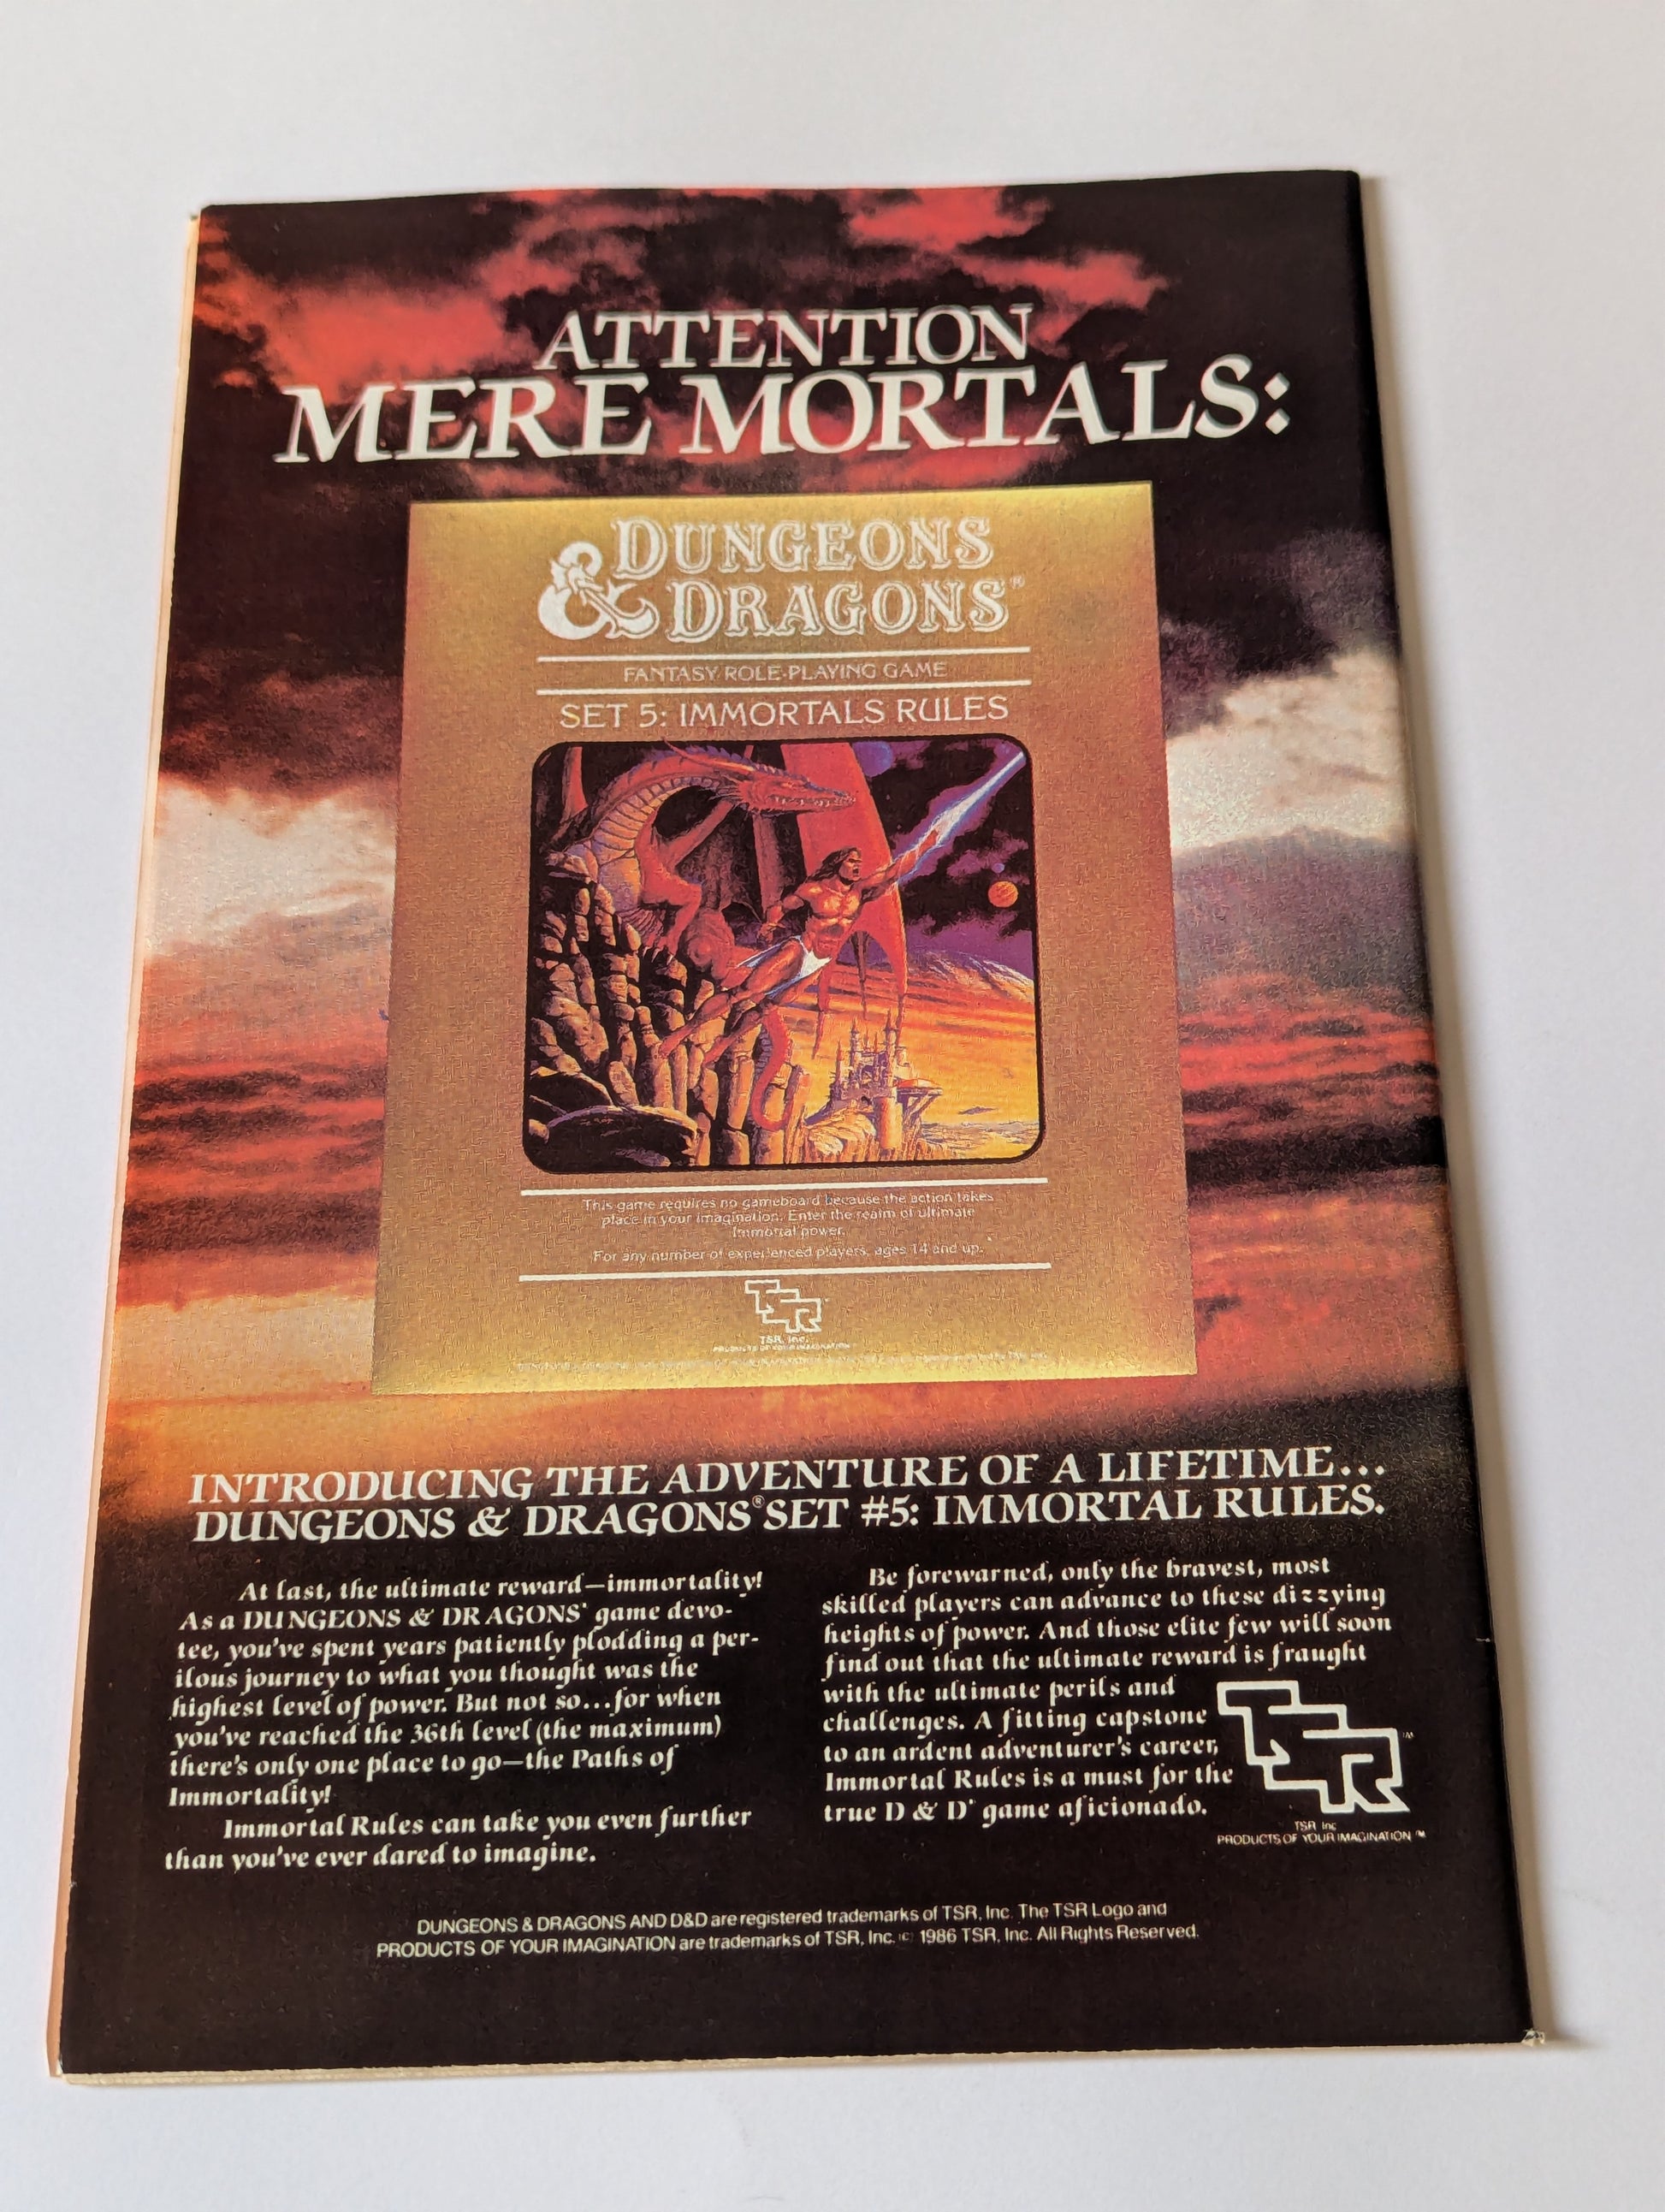 ATTENTION
MERE MORTALS:
DUNGEONS
& DRAGONS®
FANTASY ROLE-PLAYING GAME
SET 5: IMMORTALS RULES
This game requires no gameboard because the action takes
place in your imagination. Enter the realm of ultimate
Immortal power.
For any number of experienced players, ages 14 and up.
TSR™
TSR, Inc.
PRODUCTS OF YOUR IMAGINATION™
INTRODUCING THE ADVENTURE OF A LIFETIME...
DUNGEONS & DRAGONS® SET #5: IMMORTAL RULES.
At last, the ultimate reward—immortality!
As a DUNGEONS & DRAGONS® game devo-
tee, you've spent years patiently plodding a per-
ilous journey to what you thought was the
highest level of power. But not so...for when
you've reached the 36th level (the maximum)
there's only one place to go—the Paths of
Immortality!
Immortal Rules can take you even further
than you've ever dared to imagine.
Be forewarned, only the bravest, most
skilled players can advance to these dizzying
heights of power. And those elite few will soon
find out that the ultimate reward is fraught
with the ultimate perils and
challenges. A fitting capstone
to an ardent adventurer's career,
Immortal Rules is a must for the
true D & D® game aficionado.
TSR™
TSR, Inc
PRODUCTS OF YOUR IMAGINATION™
DUNGEONS & DRAGONS AND D&D are registered trademarks of TSR, Inc. The TSR Logo and
PRODUCTS OF YOUR IMAGINATION are trademarks of TSR, Inc. © 1986 TSR, Inc. All Rights Reserved.